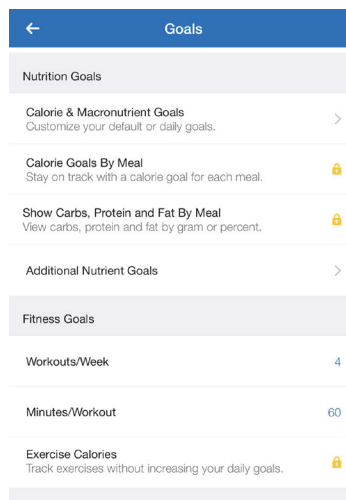 Goals
Nutrition Goals
Calorie & Macronutrient Goals
Customize your default or daily goals.
Calorie Goals By Meal
Stay on track with a calorie goal for each meal.
Show Carbs, Protein and Fat By Meal
View carbs, protein and fat by gram or percent.
Additional Nutrient Goals
Fitness Goals
Workouts/Week 4
Minutes/Workout 60
Exercise Calories
Track exercises without increasing your daily goals.